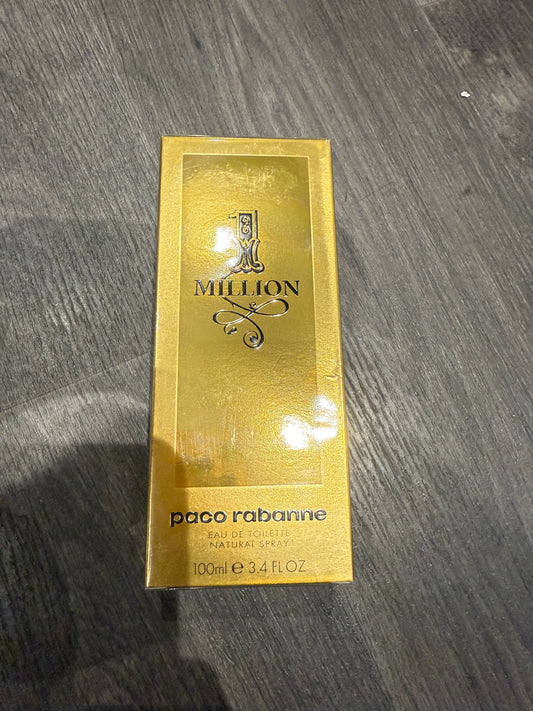 1
MILLION
paco rabanne
EAU DE TOILETTE
NATURAL SPRAY
100ml e 3.4 FL OZ